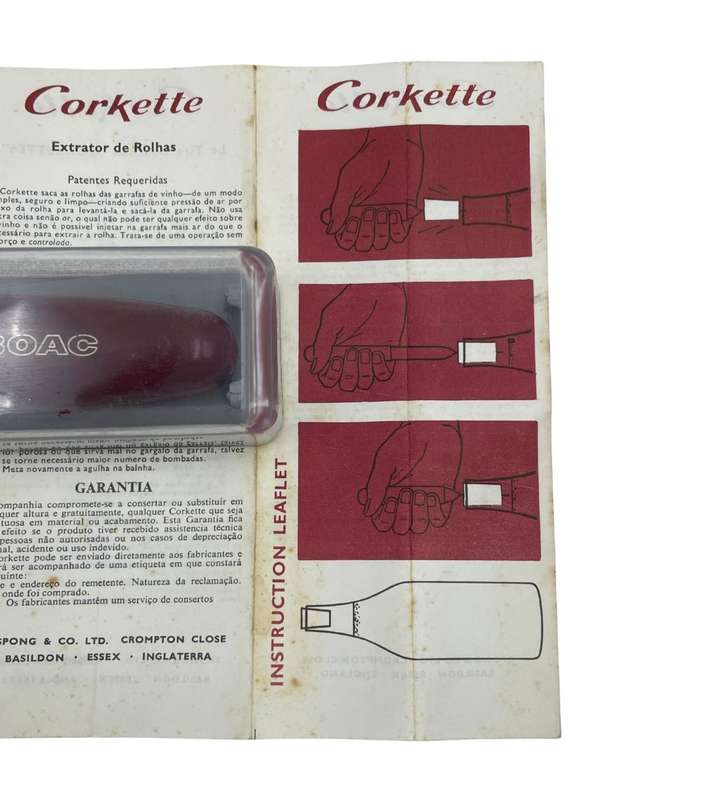 Corkette
Extrator de Rolhas
Patentes Requeridas
Corkette saca as rolhas das garrafas de vinho—de um modo
ples, seguro e limpo—criando suficiente pressão de ar por
xo da rolha para levantá-la e sacá-la da garrafa. Não usa
tra coisa senão ar, o qual não pode ter qualquer efeito sobre
vinho e não é possivel injetar na garrafa mais ar do que o
cessário para extrair a rolha. Trata-se de uma operação sem
orço e controlada.
BOAC
rior porosa ou que sirva mal no gargalo da garrafa, talvez
se torne necessário maior numero de bombadas.
Meta novamente a agulha na baînha.
GARANTIA
ompanhia compromete-se a consertar ou substituir em
quer altura e gratuitamente, qualquer Corkette que seja
tuosa em material ou acabamento. Esta Garantia fica
efeito se o produto tiver recebido assistencia técnica
pessoas não autorisadas ou nos casos de depreciação
nal, acidente ou uso indevido.
orkette pode ser enviado diretamente aos fabricantes e
rá ser acompanhado de uma etiqueta em que constará
uinte:
e e endereço do remetente. Natureza da reclamação.
onde foi comprado.
Os fabricantes mantêm um serviço de consertos
SPONG & CO. LTD. CROMPTON CLOSE
BASILDON · ESSEX · INGLATERRA
Corkette
INSTRUCTION LEAFLET